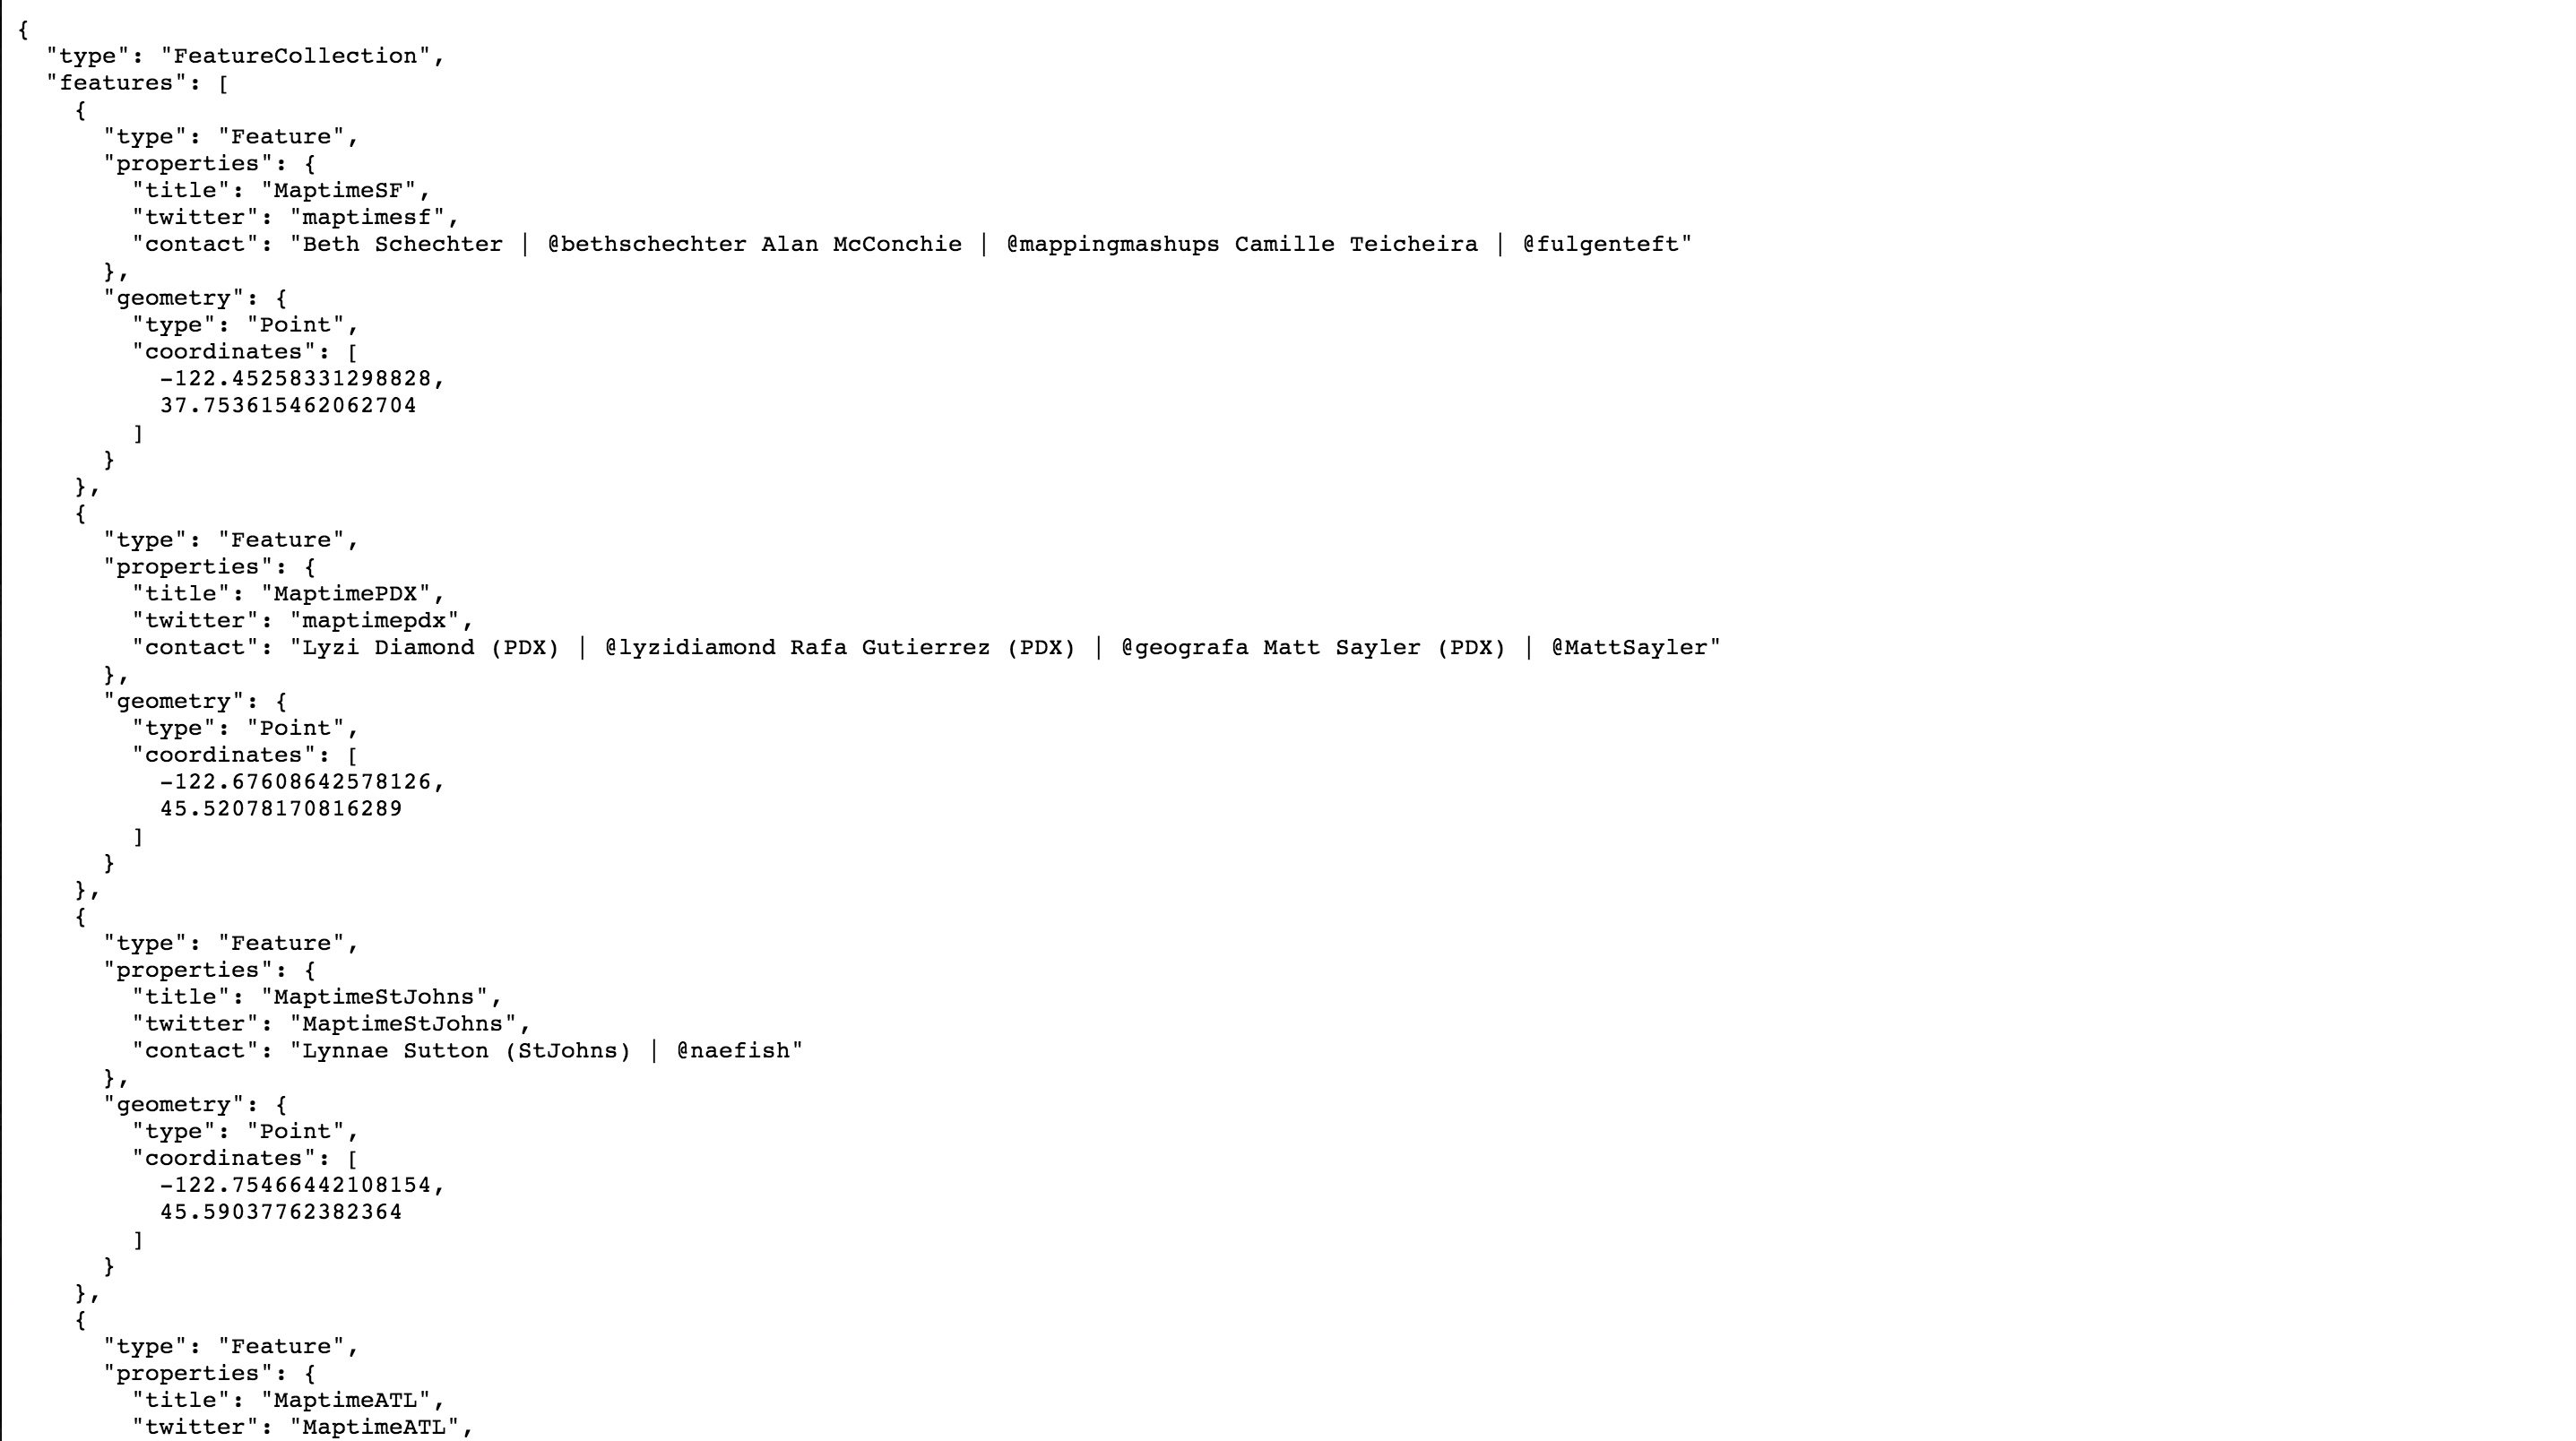 {
  "type": "FeatureCollection",
  "features": [
    {
      "type": "Feature",
      "properties": {
        "title": "MaptimeSF",
        "twitter": "maptimesf",
        "contact": "Beth Schechter | @bethschechter Alan McConchie | @mappingmashups Camille Teicheira | @fulgenteft"
      },
      "geometry": {
        "type": "Point",
        "coordinates": [
          -122.45258331298828,
          37.753615462062704
        ]
      }
    },
    {
      "type": "Feature",
      "properties": {
        "title": "MaptimePDX",
        "twitter": "maptimepdx",
        "contact": "Lyzi Diamond (PDX) | @lyzidiamond Rafa Gutierrez (PDX) | @geografa Matt Sayler (PDX) | @MattSayler"
      },
      "geometry": {
        "type": "Point",
        "coordinates": [
          -122.67608642578126,
          45.52078170816289
        ]
      }
    },
    {
      "type": "Feature",
      "properties": {
        "title": "MaptimeStJohns",
        "twitter": "MaptimeStJohns",
        "contact": "Lynnae Sutton (StJohns) | @naefish"
      },
      "geometry": {
        "type": "Point",
        "coordinates": [
          -122.75466442108154,
          45.59037762382364
        ]
      }
    },
    {
      "type": "Feature",
      "properties": {
        "title": "MaptimeATL",
        "twitter": "MaptimeATL",